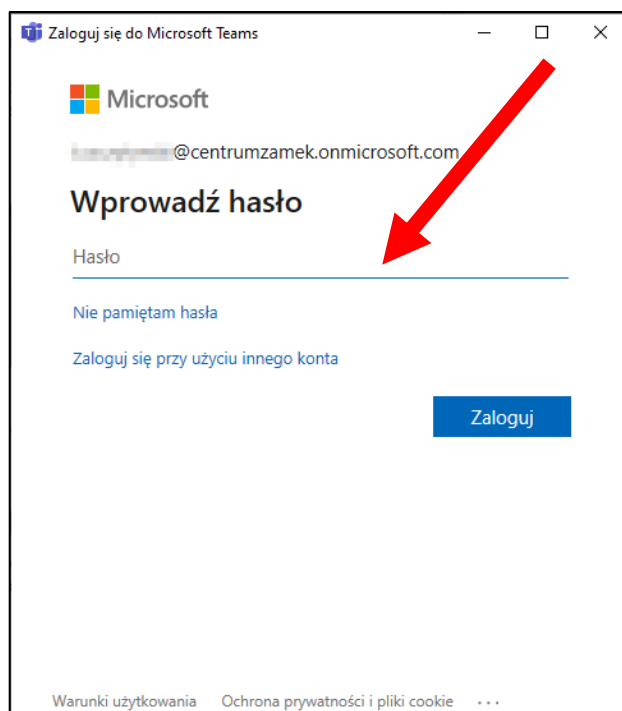 Zaloguj się do Microsoft Teams
Microsoft
@centrumzamek.onmicrosoft.com
Wprowadź hasło
Hasło
Nie pamiętam hasła
Zaloguj się przy użyciu innego konta
Zaloguj
Warunki użytkowania Ochrona prywatności i pliki cookie ...